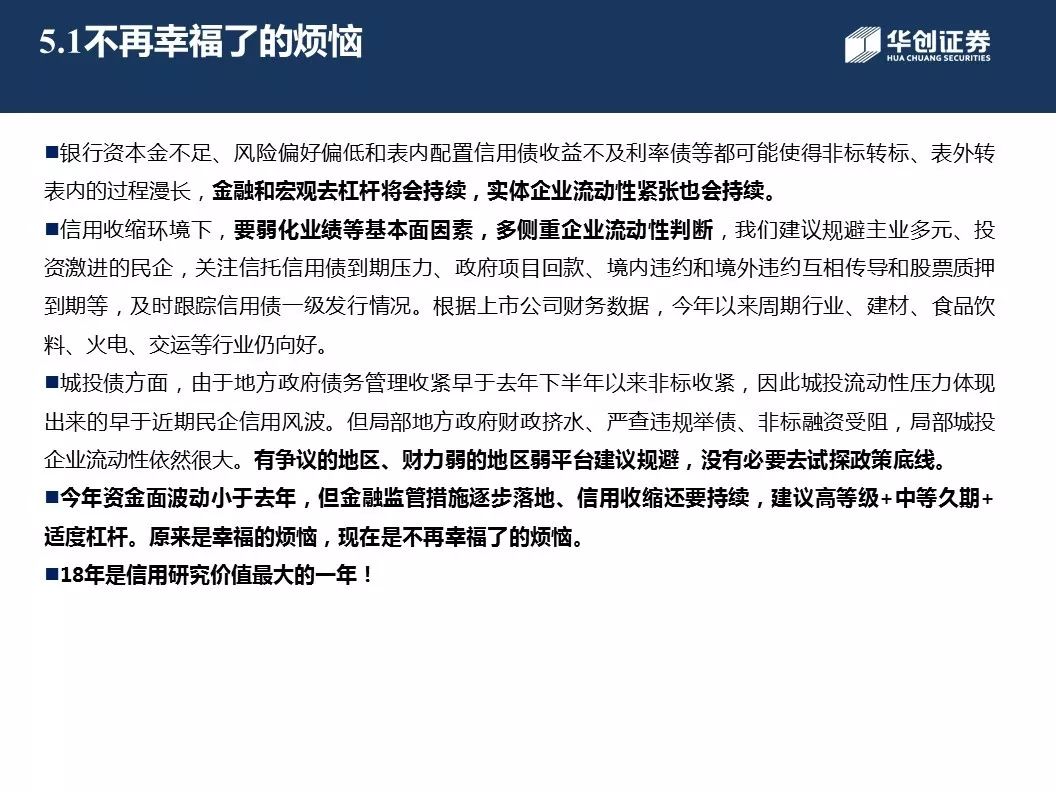 5.1不再幸福了的烦恼
华创证券
HUA CHUANG SECURITIES
■银行资本金不足、风险偏好偏低和表内配置信用债收益不及利率债等都可能使得非标转标、表外转
表内的过程漫长，金融和宏观去杠杆将会持续，实体企业流动性紧张也会持续。
■信用收缩环境下，要弱化业绩等基本面因素，多侧重企业流动性判断，我们建议规避主业多元、投
资激进的民企，关注信托信用债到期压力、政府项目回款、境内违约和境外违约互相传导和股票质押
到期等，及时跟踪信用债一级发行情况。根据上市公司财务数据，今年以来周期行业、建材、食品饮
料、火电、交运等行业仍向好。
■城投债方面，由于地方政府债务管理收紧早于去年下半年以来非标收紧，因此城投流动性压力体现
出来的早于近期民企信用风波。但局部地方政府财政挤水、严查违规举债、非标融资受阻，局部城投
企业流动性依然很大。有争议的地区、财力弱的地区弱平台建议规避，没有必要去试探政策底线。
■今年资金面波动小于去年，但金融监管措施逐步落地、信用收缩还要持续，建议高等级+中等久期+
适度杠杆。原来是幸福的烦恼，现在是不再幸福了的烦恼。
■18年是信用研究价值最大的一年！